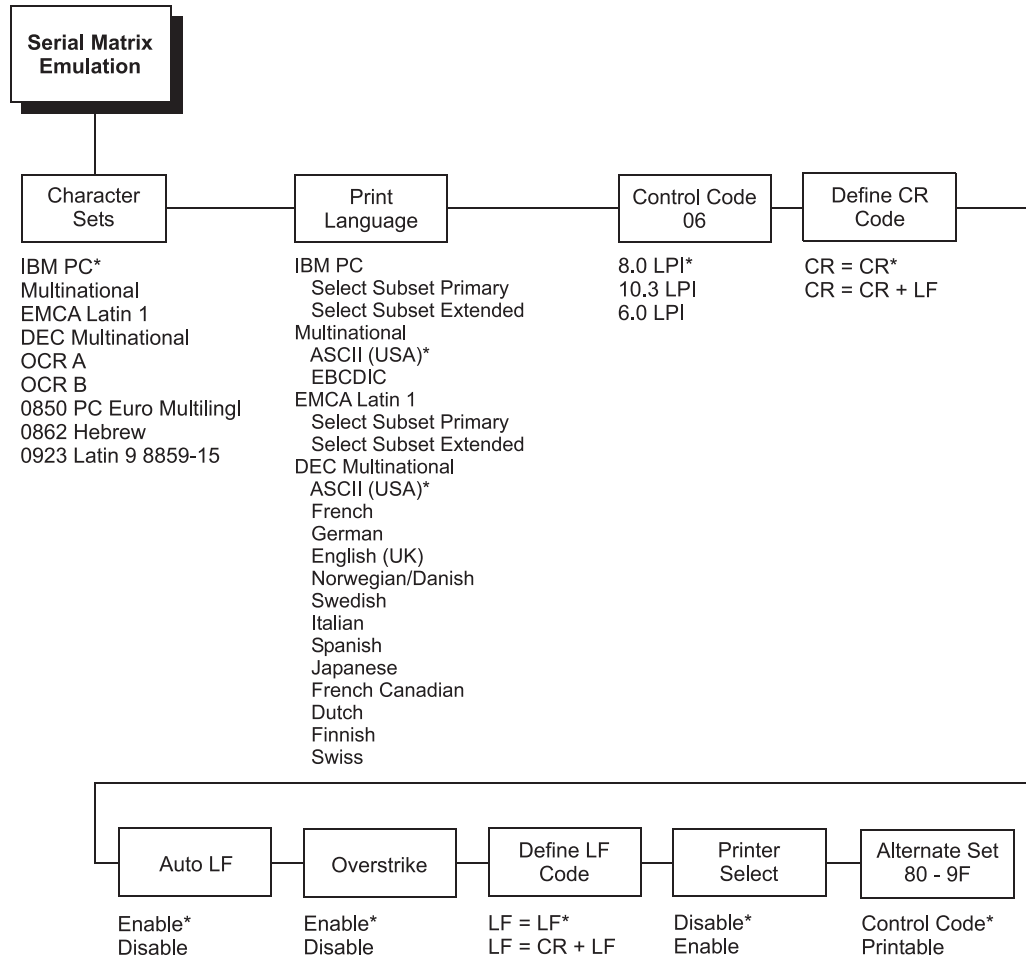 Serial Matrix
Emulation
Character
Sets
IBM PC*
Multinational
EMCA Latin 1
DEC Multinational
OCR A
OCR B
0850 PC Euro Multilingl
0862 Hebrew
0923 Latin 9 8859-15
Print
Language
IBM PC
Select Subset Primary
Select Subset Extended
Multinational
ASCII (USA)*
EBCDIC
EMCA Latin 1
Select Subset Primary
Select Subset Extended
DEC Multinational
ASCII (USA)*
French
German
English (UK)
Norwegian/Danish
Swedish
Italian
Spanish
Japanese
French Canadian
Dutch
Finnish
Swiss
Control Code
06
8.0 LPI*
10.3 LPI
6.0 LPI
Define CR
Code
CR = CR*
CR = CR + LF
Auto LF
Enable*
Disable
Overstrike
Enable*
Disable
Define LF
Code
LF = LF*
LF = CR + LF
Printer
Select
Disable*
Enable
Alternate Set
80 - 9F
Control Code*
Printable